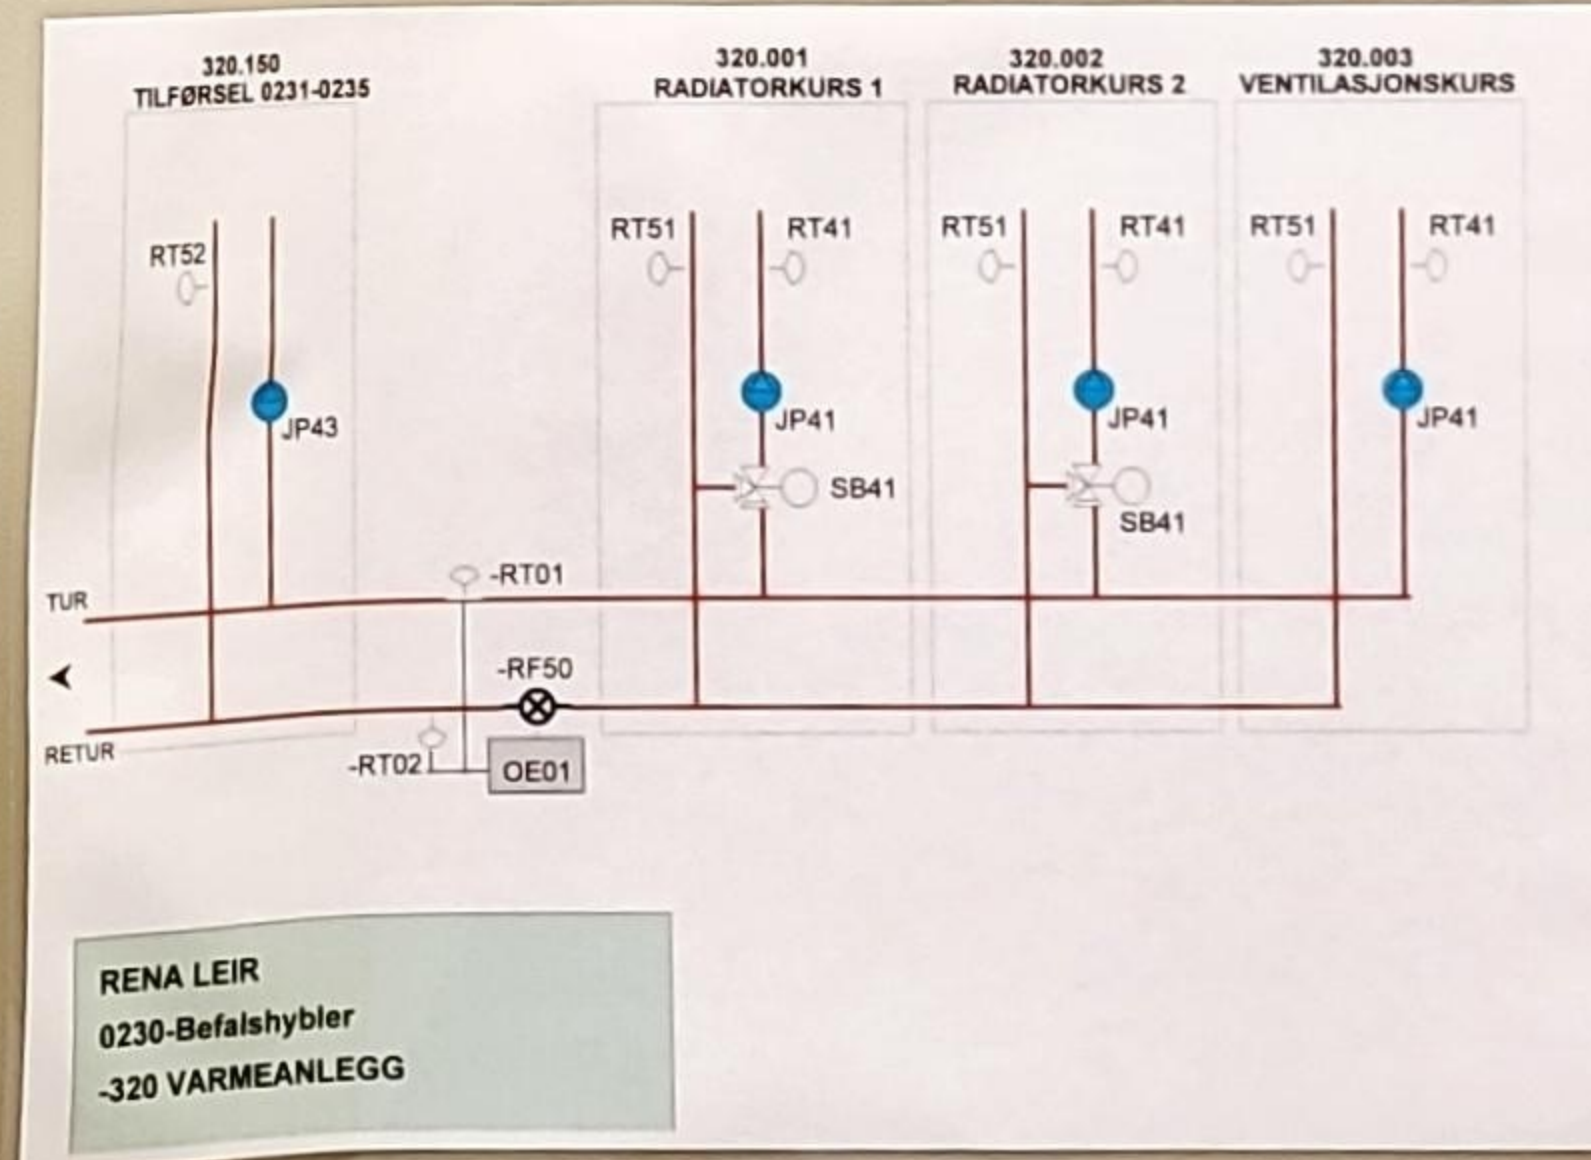 320.150
TILFØRSEL 0231-0235
320.001
RADIATORKURS 1
320.002
RADIATORKURS 2
320.003
VENTILASJONSKURS
RT52
RT51
RT41
RT51
RT41
RT51
RT41
JP43
JP41
JP41
JP41
SB41
SB41
TUR
-RT01
-RF50
RETUR
-RT02
OE01
RENA LEIR
0230-Befalshybler
-320 VARMEANLEGG